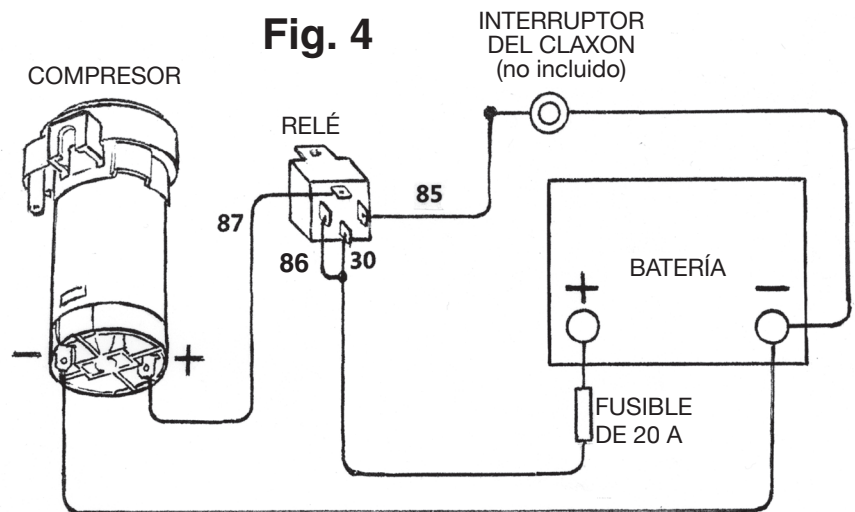 Fig. 4
INTERRUPTOR
DEL CLAXON
(no incluido)
COMPRESOR
RELÉ
85
87
86
30
BATERÍA
+
−
−
+
FUSIBLE
DE 20 A